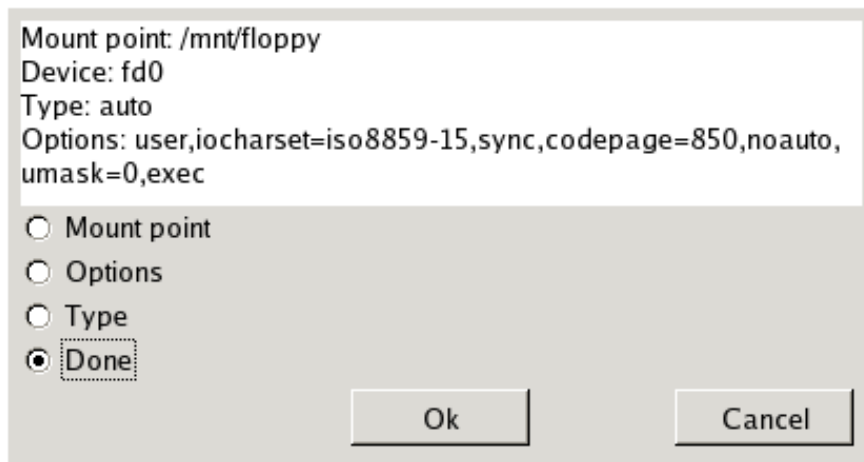 Mount point: /mnt/floppy
Device: fd0
Type: auto
Options: user,iocharset=iso8859-15,sync,codepage=850,noauto,
umask=0,exec
Mount point
Options
Type
Done
Ok
Cancel